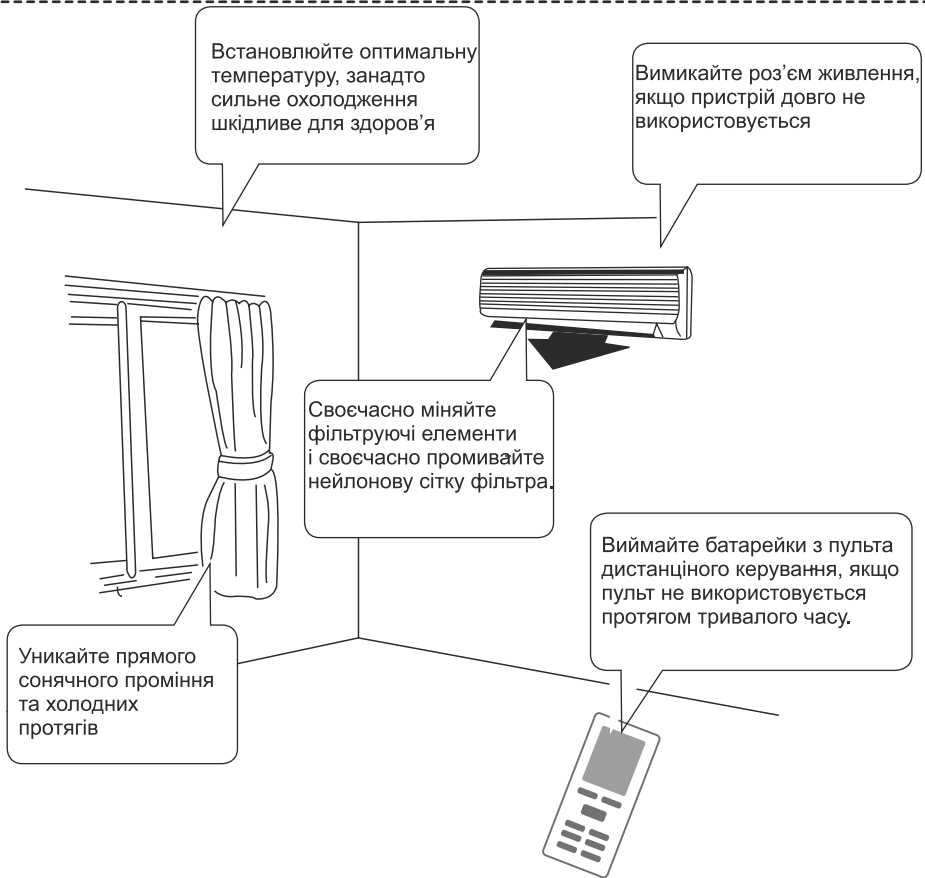 Встановлюйте оптимальну
температуру, занадто
сильне охолодження
шкідливе для здоров’я
Вимикайте роз’єм живлення,
якщо пристрій довго не
використовується
Своєчасно міняйте
фільтруючі елементи
і своєчасно промивайте
нейлонову сітку фільтра.
Виймайте батарейки з пульта
дистанціного керування, якщо
пульт не використовується
протягом тривалого часу.
Уникайте прямого
сонячного проміння
та холодних
протягів